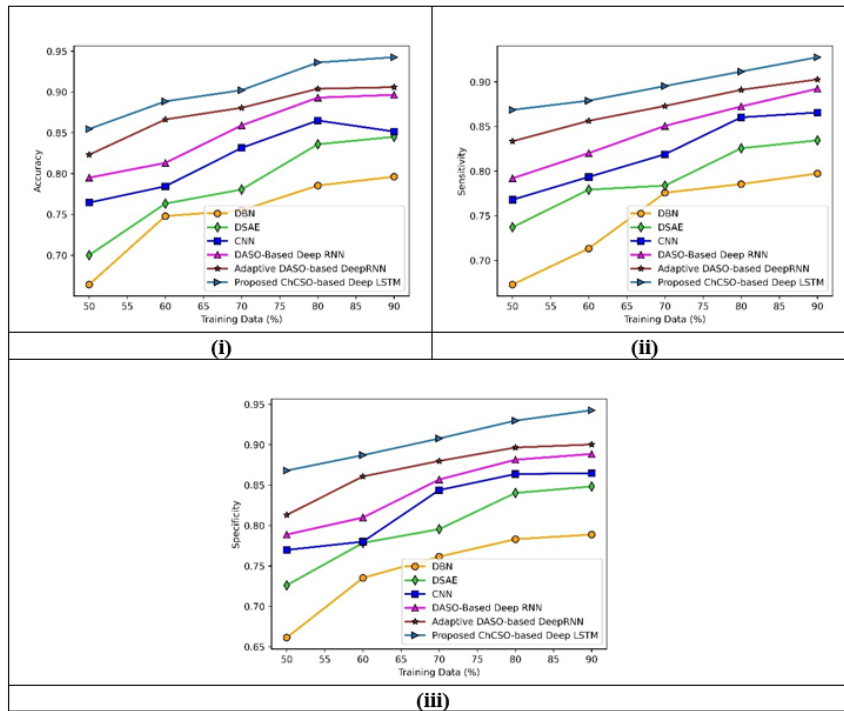 Accuracy
0.95
0.90
0.85
0.80
0.75
0.70
DBN
DSAE
CNN
DASO-Based Deep RNN
Adaptive DASO-based DeepRNN
Proposed ChCSO-based Deep LSTM
50 55 60 65 70 75 80 85 90
Training Data (%)
(i)
Sensitivity
0.90
0.85
0.80
0.75
0.70
DBN
DSAE
CNN
DASO-Based Deep RNN
Adaptive DASO-based DeepRNN
Proposed ChCSO-based Deep LSTM
50 55 60 65 70 75 80 85 90
Training Data (%)
(ii)
Specificity
0.95
0.90
0.85
0.80
0.75
0.70
0.65
DBN
DSAE
CNN
DASO-Based Deep RNN
Adaptive DASO-based DeepRNN
Proposed ChCSO-based Deep LSTM
50 55 60 65 70 75 80 85 90
Training Data (%)
(iii)